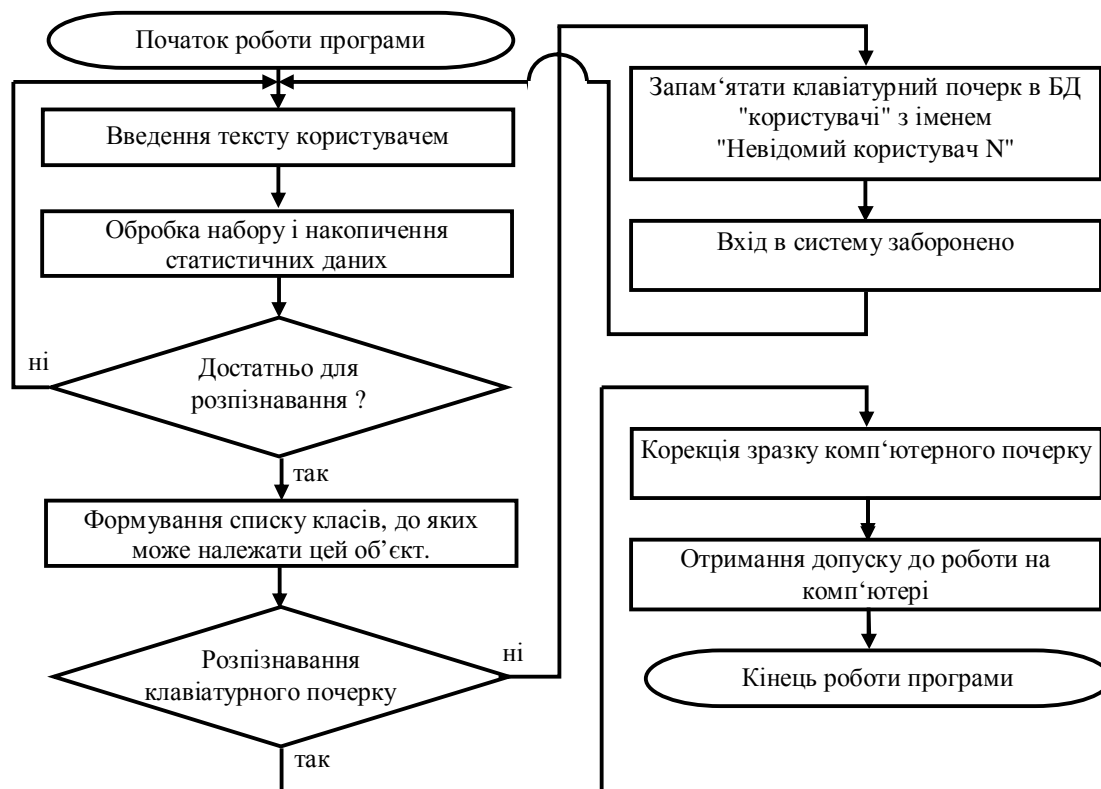 Початок роботи програми
Введення тексту користувачем
Обробка набору і накопичення
статистичних даних
ні
Достатньо для
розпізнавання ?
так
Формування списку класів, до яких
може належати цей об’єкт.
Розпізнавання
клавіатурного почерку
ні
так
Запам‘ятати клавіатурний почерк в БД
"користувачі" з іменем
"Невідомий користувач N"
Вхід в систему заборонено
Корекція зразку комп‘ютерного почерку
Отримання допуску до роботи на
комп‘ютері
Кінець роботи програми